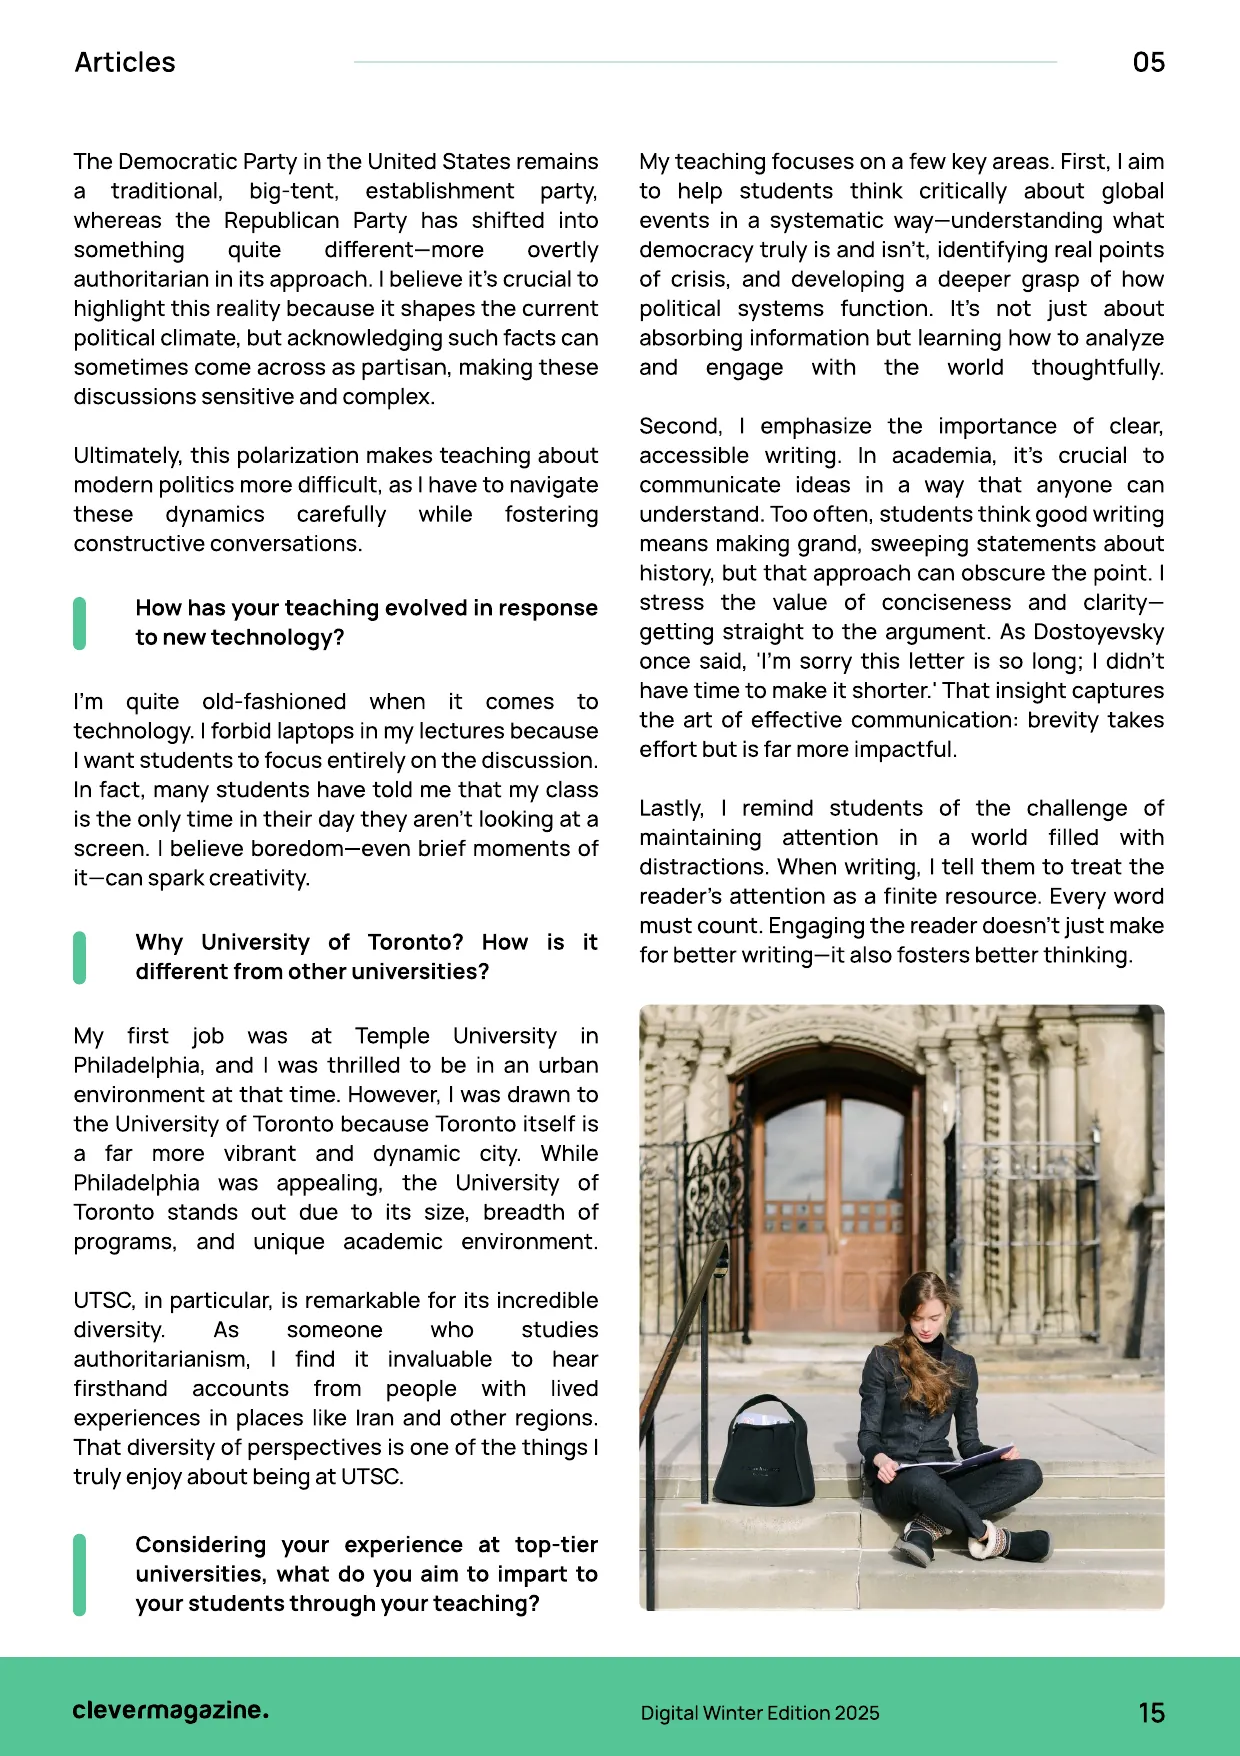 Articles
05
The Democratic Party in the United States remains
a traditional, big-tent, establishment party,
whereas the Republican Party has shifted into
something quite different—more overtly
authoritarian in its approach. I believe it’s crucial to
highlight this reality because it shapes the current
political climate, but acknowledging such facts can
sometimes come across as partisan, making these
discussions sensitive and complex.
Ultimately, this polarization makes teaching about
modern politics more difficult, as I have to navigate
these dynamics carefully while fostering
constructive conversations.
How has your teaching evolved in response
to new technology?
I’m quite old-fashioned when it comes to
technology. I forbid laptops in my lectures because
I want students to focus entirely on the discussion.
In fact, many students have told me that my class
is the only time in their day they aren’t looking at a
screen. I believe boredom—even brief moments of
it—can spark creativity.
Why University of Toronto? How is it
different from other universities?
My first job was at Temple University in
Philadelphia, and I was thrilled to be in an urban
environment at that time. However, I was drawn to
the University of Toronto because Toronto itself is
a far more vibrant and dynamic city. While
Philadelphia was appealing, the University of
Toronto stands out due to its size, breadth of
programs, and unique academic environment.
UTSC, in particular, is remarkable for its incredible
diversity. As someone who studies
authoritarianism, I find it invaluable to hear
firsthand accounts from people with lived
experiences in places like Iran and other regions.
That diversity of perspectives is one of the things I
truly enjoy about being at UTSC.
Considering your experience at top-tier
universities, what do you aim to impart to
your students through your teaching?
My teaching focuses on a few key areas. First, I aim
to help students think critically about global
events in a systematic way—understanding what
democracy truly is and isn’t, identifying real points
of crisis, and developing a deeper grasp of how
political systems function. It’s not just about
absorbing information but learning how to analyze
and engage with the world thoughtfully.
Second, I emphasize the importance of clear,
accessible writing. In academia, it’s crucial to
communicate ideas in a way that anyone can
understand. Too often, students think good writing
means making grand, sweeping statements about
history, but that approach can obscure the point. I
stress the value of conciseness and clarity—
getting straight to the argument. As Dostoyevsky
once said, 'I’m sorry this letter is so long; I didn’t
have time to make it shorter.' That insight captures
the art of effective communication: brevity takes
effort but is far more impactful.
Lastly, I remind students of the challenge of
maintaining attention in a world filled with
distractions. When writing, I tell them to treat the
reader’s attention as a finite resource. Every word
must count. Engaging the reader doesn’t just make
for better writing—it also fosters better thinking.
clevermagazine.
Digital Winter Edition 2025
15